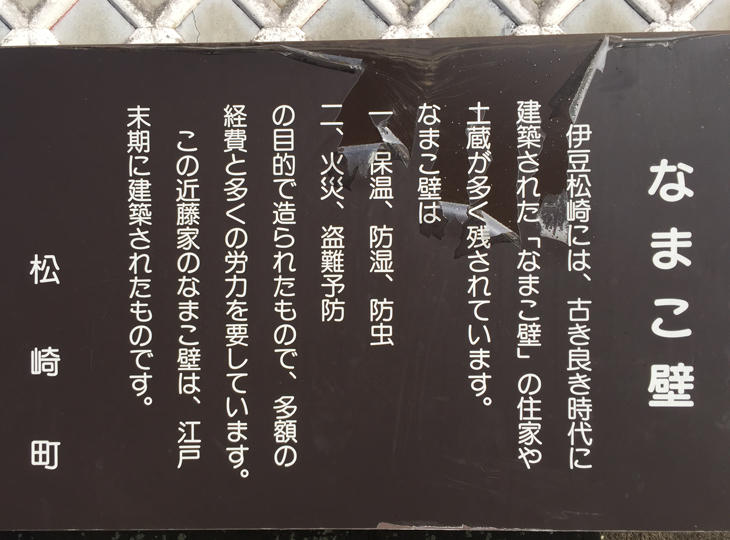 なまこ壁
伊豆松崎には、古き良き時代に
建築された「なまこ壁」の住家や
土蔵が多く残されています。
なまこ壁は
一、保温、防湿、防虫
二、火災、盗難予防
の目的で造られたもので、多額の
経費と多くの労力を要しています。
この近藤家のなまこ壁は、江戸
末期に建築されたものです。
松崎町